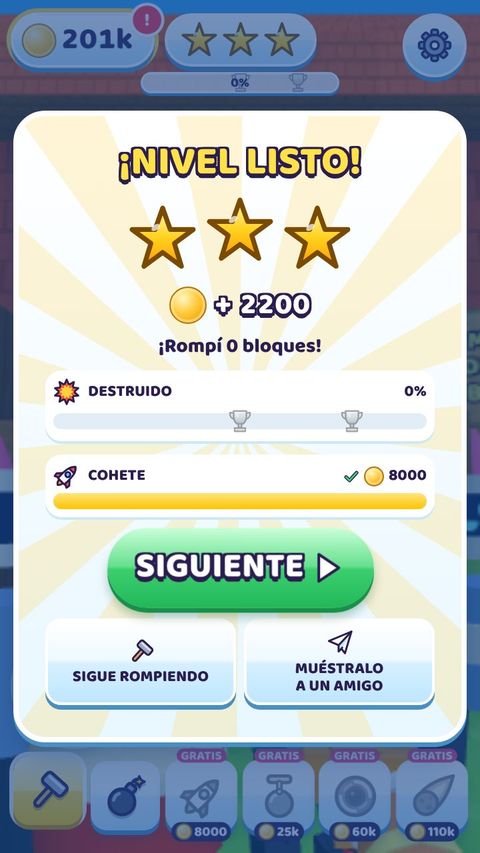 201k
!
0%
¡NIVEL LISTO!
+ 2200
¡Rompí 0 bloques!
DESTRUIDO 0%
COHETE 8000
SIGUIENTE
SIGUE ROMPIENDO
MUÉSTRALO
A UN AMIGO
GRATIS GRATIS GRATIS GRATIS
8000 25k 60k 110k